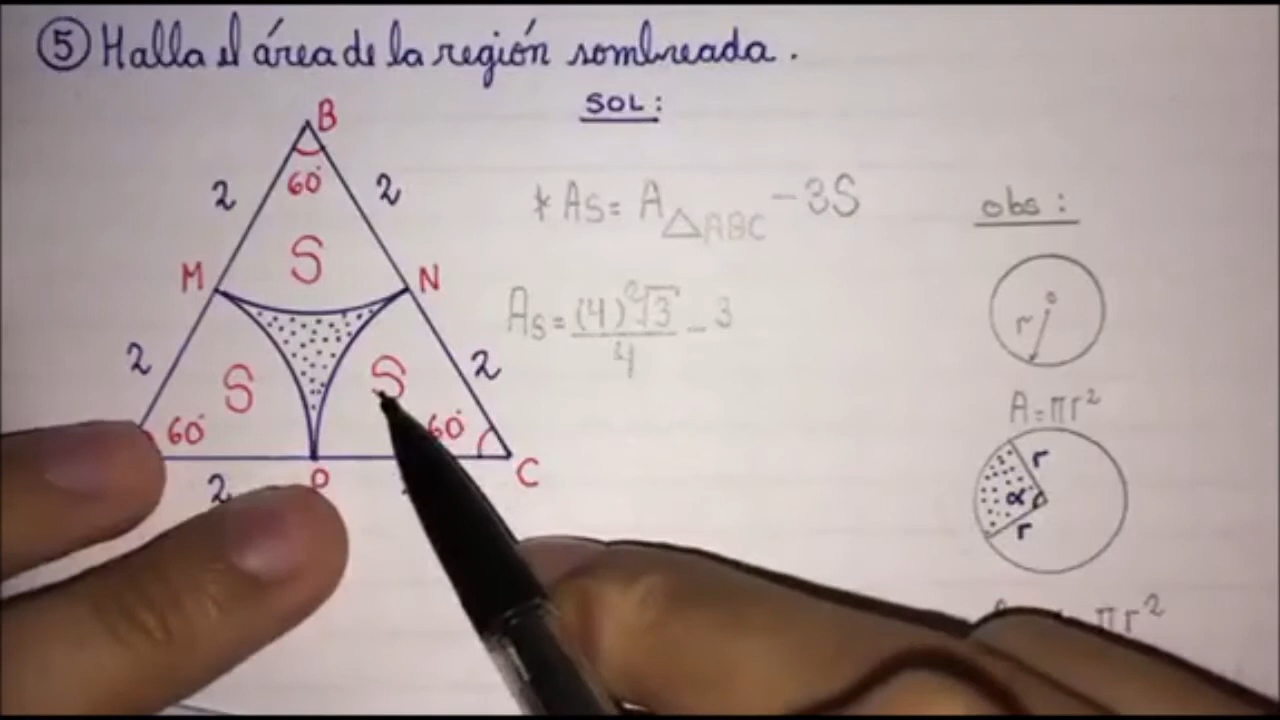 ⑤ Halla el área de la región sombreada.
SOL:
B
60°
2
2
S
M
N
2
2
S
S
60°
60°
2
P
C
* As = A△ABC - 3S
As = (4)²√3 / 4 - 3
obs:
r
A = πr²
r
α
r
πr²